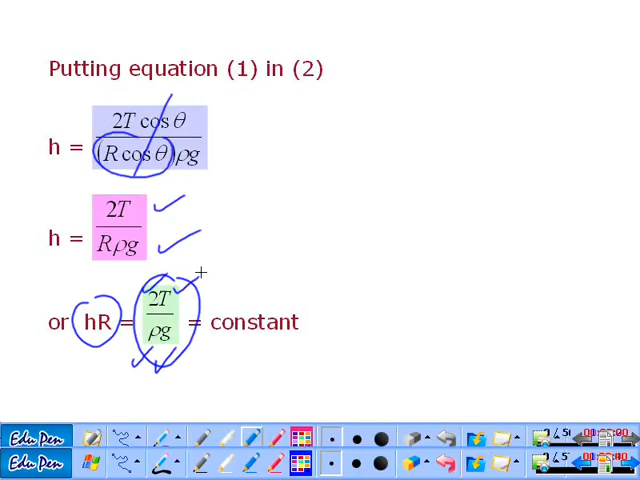 Putting equation (1) in (2)
h = 2T cos θ / (R cos θ)ρg
h = 2T / Rρg
or hR = 2T / ρg = constant
Edu Pen
Edu Pen